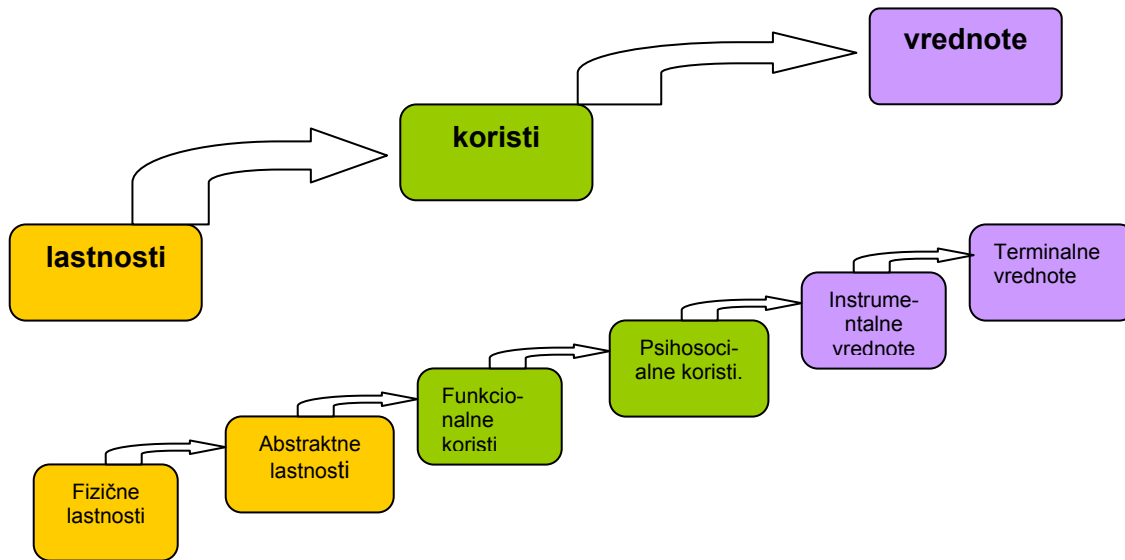 vrednote
koristi
lastnosti
Terminalne
vrednote
Instrume-
ntalne
vrednote
Psihosoci-
alne koristi.
Funkcio-
nalne
koristi
Abstraktne
lastnosti
Fizične
lastnosti